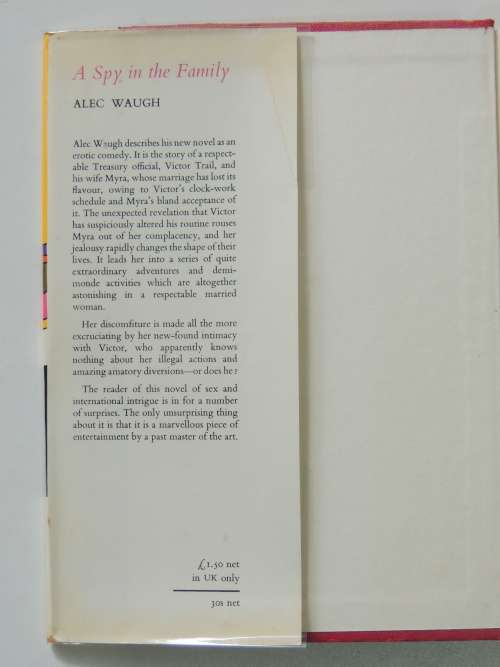 A Spy in the Family
ALEC WAUGH
Alec Waugh describes his new novel as an
erotic comedy. It is the story of a respect-
able Treasury official, Victor Trail, and
his wife Myra, whose marriage has lost its
flavour, owing to Victor's clock-work
schedule and Myra's bland acceptance of
it. The unexpected revelation that Victor
has suspiciously altered his routine rouses
Myra out of her complacency, and her
jealousy rapidly changes the shape of their
lives. It leads her into a series of quite
extraordinary adventures and demi-
monde activities which are altogether
astonishing in a respectable married
woman.
Her discomfiture is made all the more
excruciating by her new-found intimacy
with Victor, who apparently knows
nothing about her illegal actions and
amazing amatory diversions—or does he?
The reader of this novel of sex and
international intrigue is in for a number
of surprises. The only unsurprising thing
about it is that it is a marvellous piece of
entertainment by a past master of the art.
£1.50 net
in UK only
30s net